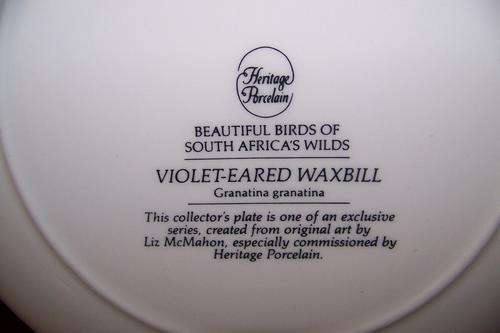 Heritage
Porcelain
BEAUTIFUL BIRDS OF
SOUTH AFRICA'S WILDS
VIOLET-EARED WAXBILL
Granatina granatina
This collector's plate is one of an exclusive
series, created from original art by
Liz McMahon, especially commissioned by
Heritage Porcelain.